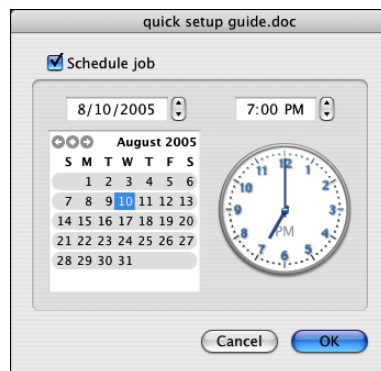 quick setup guide.doc
Schedule job
8/10/2005
7:00 PM
August 2005
S M T W T F S
1 2 3 4 5 6
7 8 9 10 11 12 13
14 15 16 17 18 19 20
21 22 23 24 25 26 27
28 29 30 31
12
11
1
10
2
9
3
8
4
7
5
6
PM
Cancel
OK